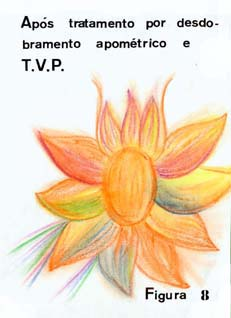 Após tratamento por desdo-
bramento apométrico e
T.V.P.
Figura 8